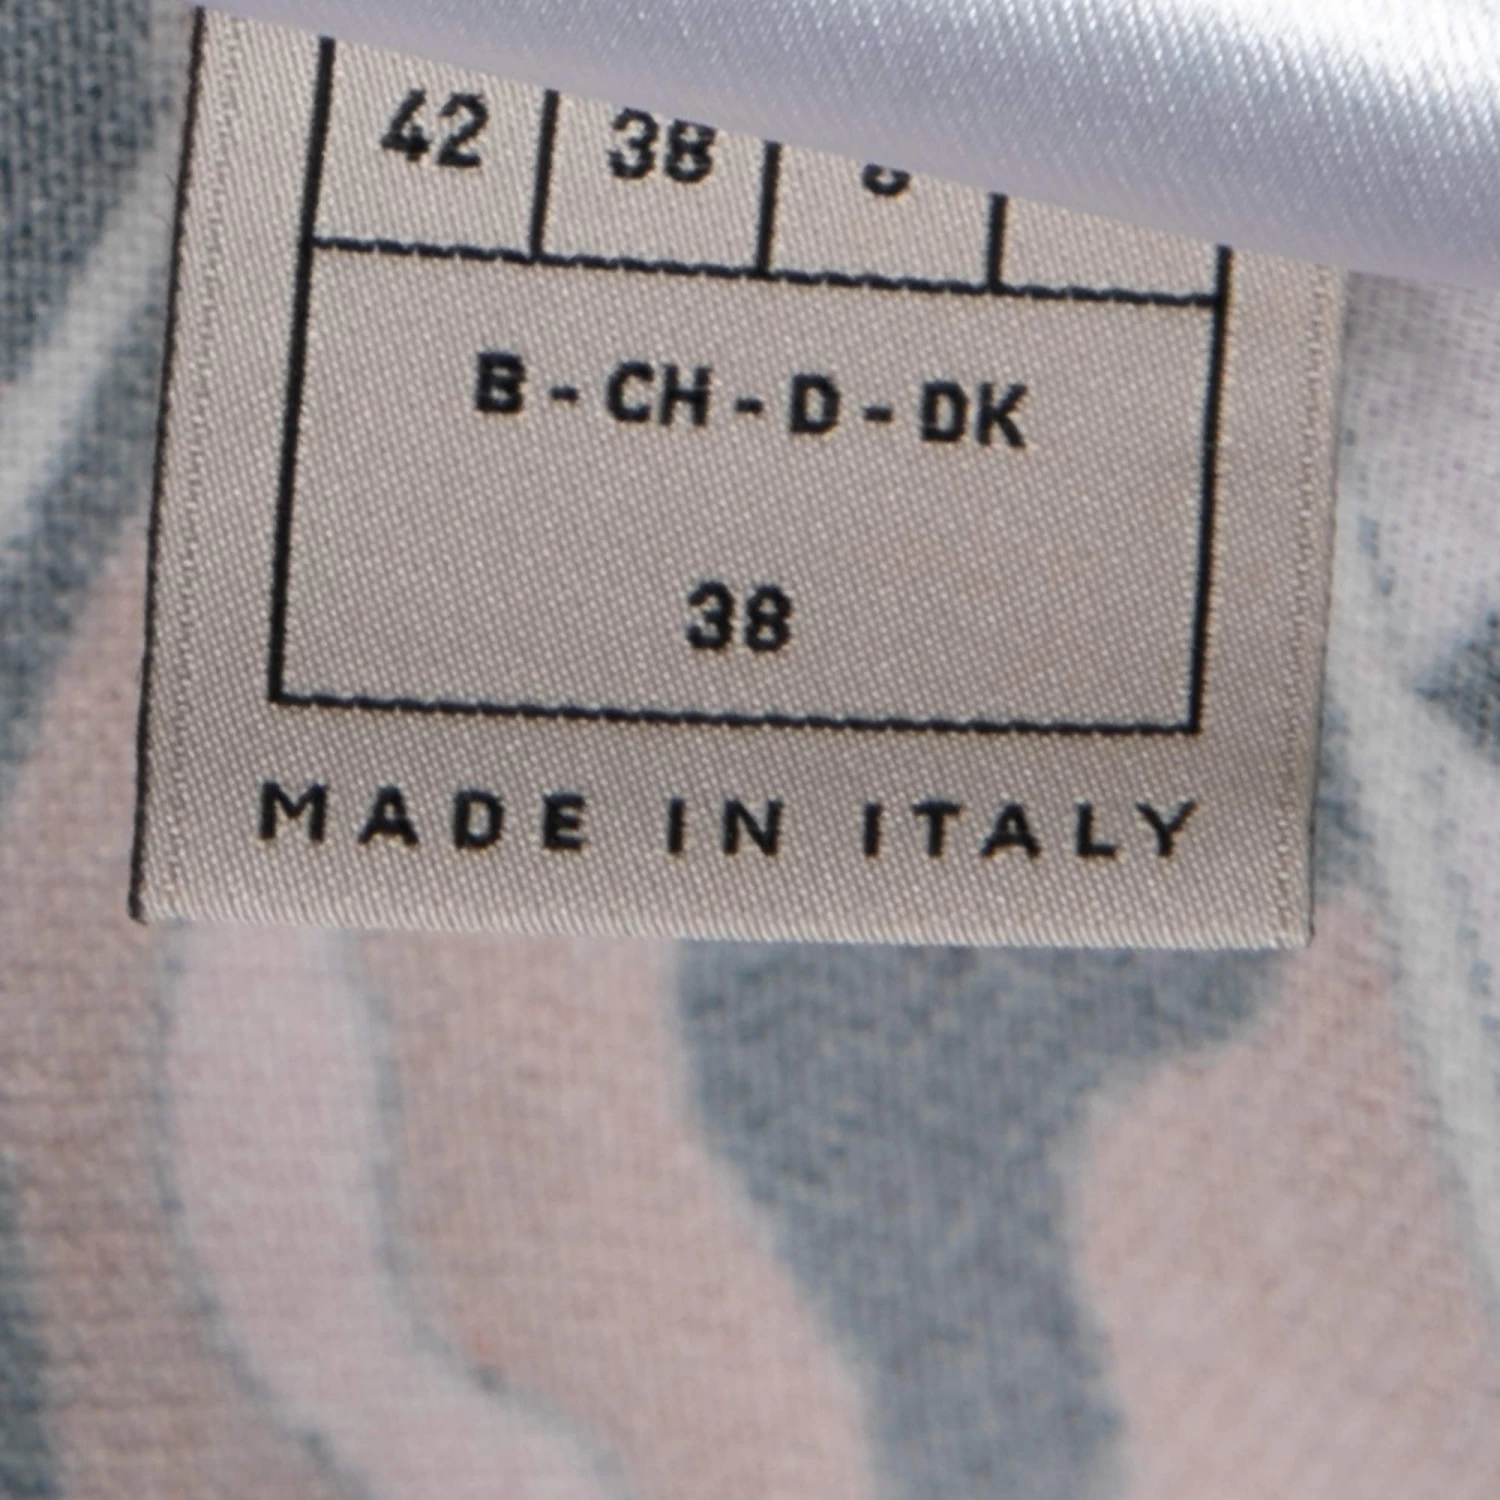 42 38
B - CH - D - DK
38
MADE IN ITALY